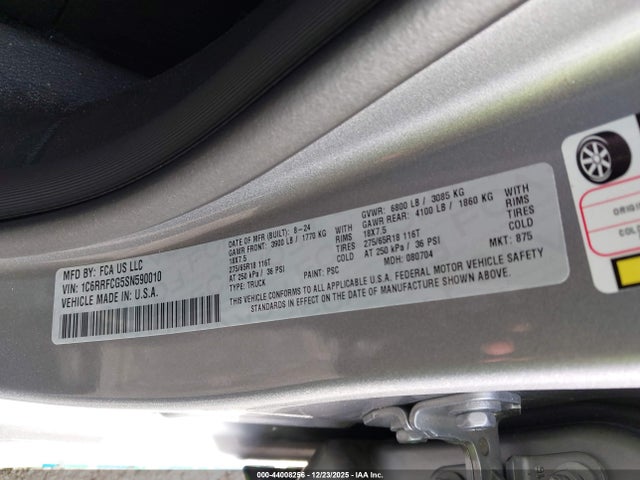 MFD BY: FCA US LLC
VIN: 1C6RRFCG5SN590010
VEHICLE MADE IN U.S.A.
DATE OF MFR (BUILT): 8-24
GAWR FRONT: 3900 LB / 1770 KG WITH
18X7.5 RIMS
275/65R18 116T TIRES
AT 250 kPa / 36 PSI COLD
TYPE: TRUCK PAINT: PSC
GVWR: 6800 LB / 3085 KG
GAWR REAR: 4100 LB / 1860 KG WITH
18X7.5 RIMS
275/65R18 116T TIRES
AT 250 kPa / 36 PSI COLD
MDH: 080704 MKT: 875
THIS VEHICLE CONFORMS TO ALL APPLICABLE U.S.A. FEDERAL MOTOR VEHICLE SAFETY
STANDARDS IN EFFECT ON THE DATE OF MANUFACTURE SHOWN ABOVE
000-44008256 - 12/23/2025 - IAA Inc.